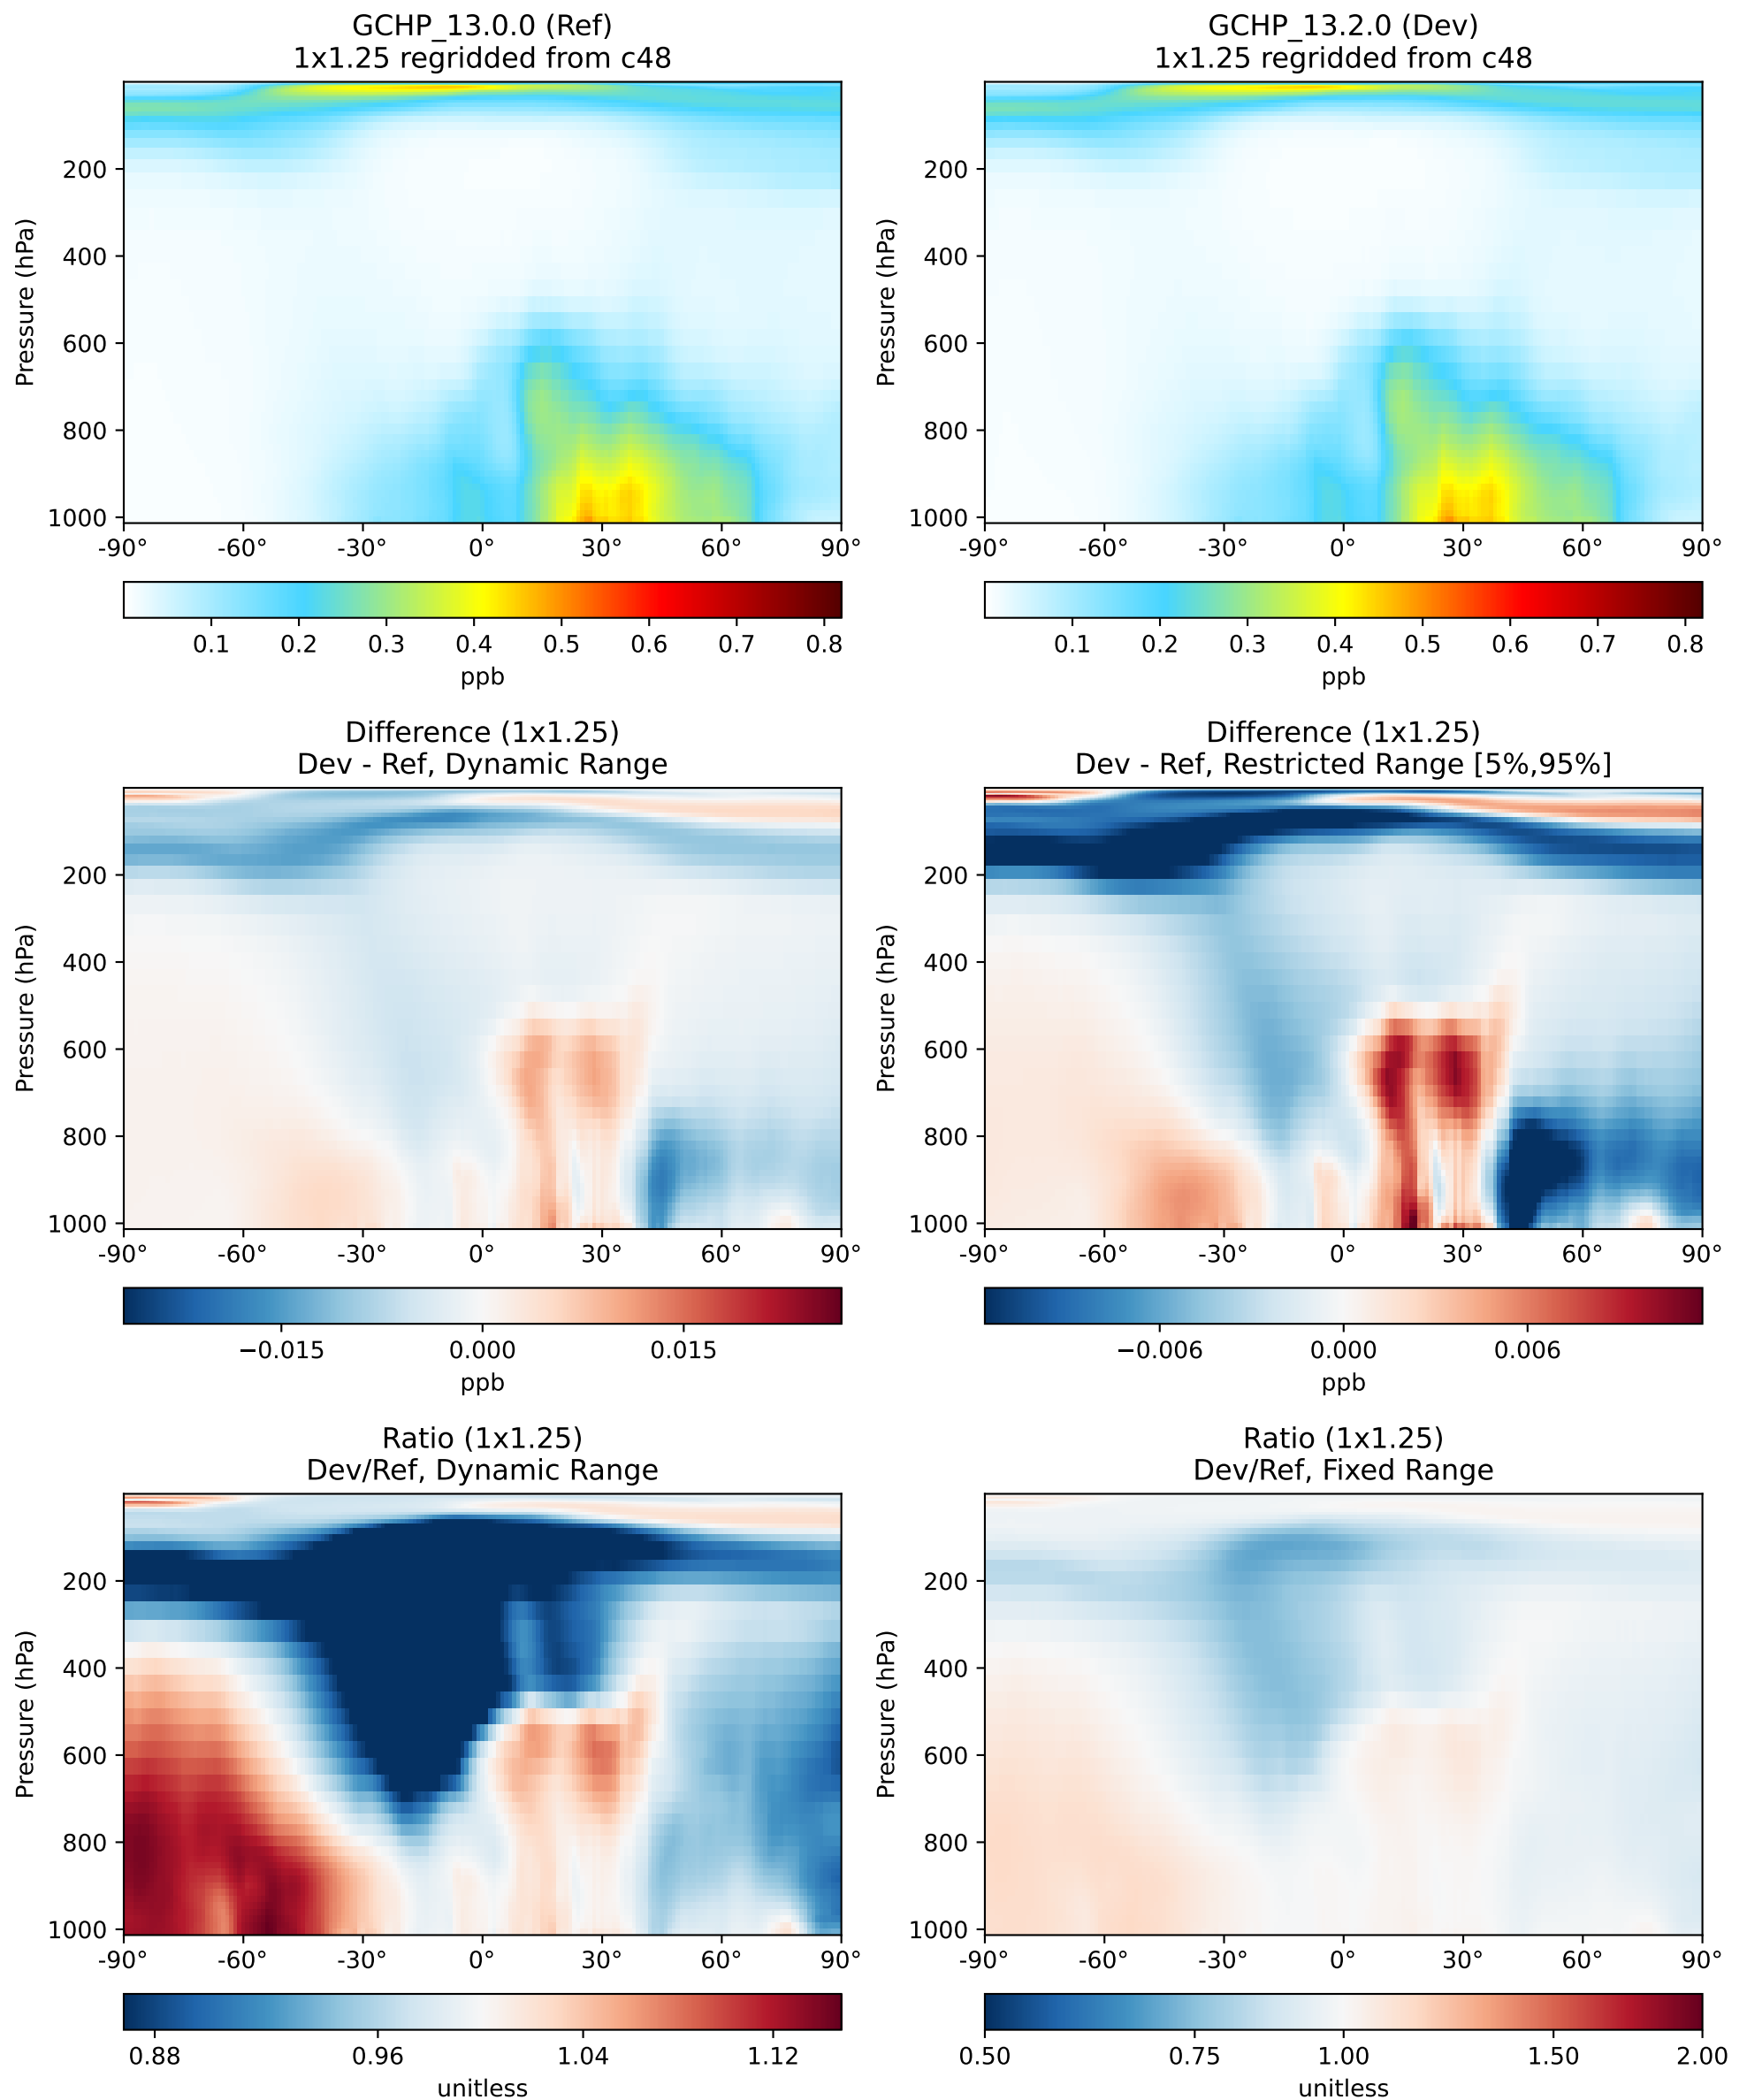 GCHP_13.0.0 (Ref)
1x1.25 regridded from c48
Pressure (hPa)
200
400
600
800
1000
-90° -60° -30° 0° 30° 60° 90°
0.1 0.2 0.3 0.4 0.5 0.6 0.7 0.8
ppb
GCHP_13.2.0 (Dev)
1x1.25 regridded from c48
Pressure (hPa)
200
400
600
800
1000
-90° -60° -30° 0° 30° 60° 90°
0.1 0.2 0.3 0.4 0.5 0.6 0.7 0.8
ppb
Difference (1x1.25)
Dev - Ref, Dynamic Range
Pressure (hPa)
200
400
600
800
1000
-90° -60° -30° 0° 30° 60° 90°
−0.015 0.000 0.015
ppb
Difference (1x1.25)
Dev - Ref, Restricted Range [5%,95%]
Pressure (hPa)
200
400
600
800
1000
-90° -60° -30° 0° 30° 60° 90°
−0.006 0.000 0.006
ppb
Ratio (1x1.25)
Dev/Ref, Dynamic Range
Pressure (hPa)
200
400
600
800
1000
-90° -60° -30° 0° 30° 60° 90°
0.88 0.96 1.04 1.12
unitless
Ratio (1x1.25)
Dev/Ref, Fixed Range
Pressure (hPa)
200
400
600
800
1000
-90° -60° -30° 0° 30° 60° 90°
0.50 0.75 1.00 1.50 2.00
unitless